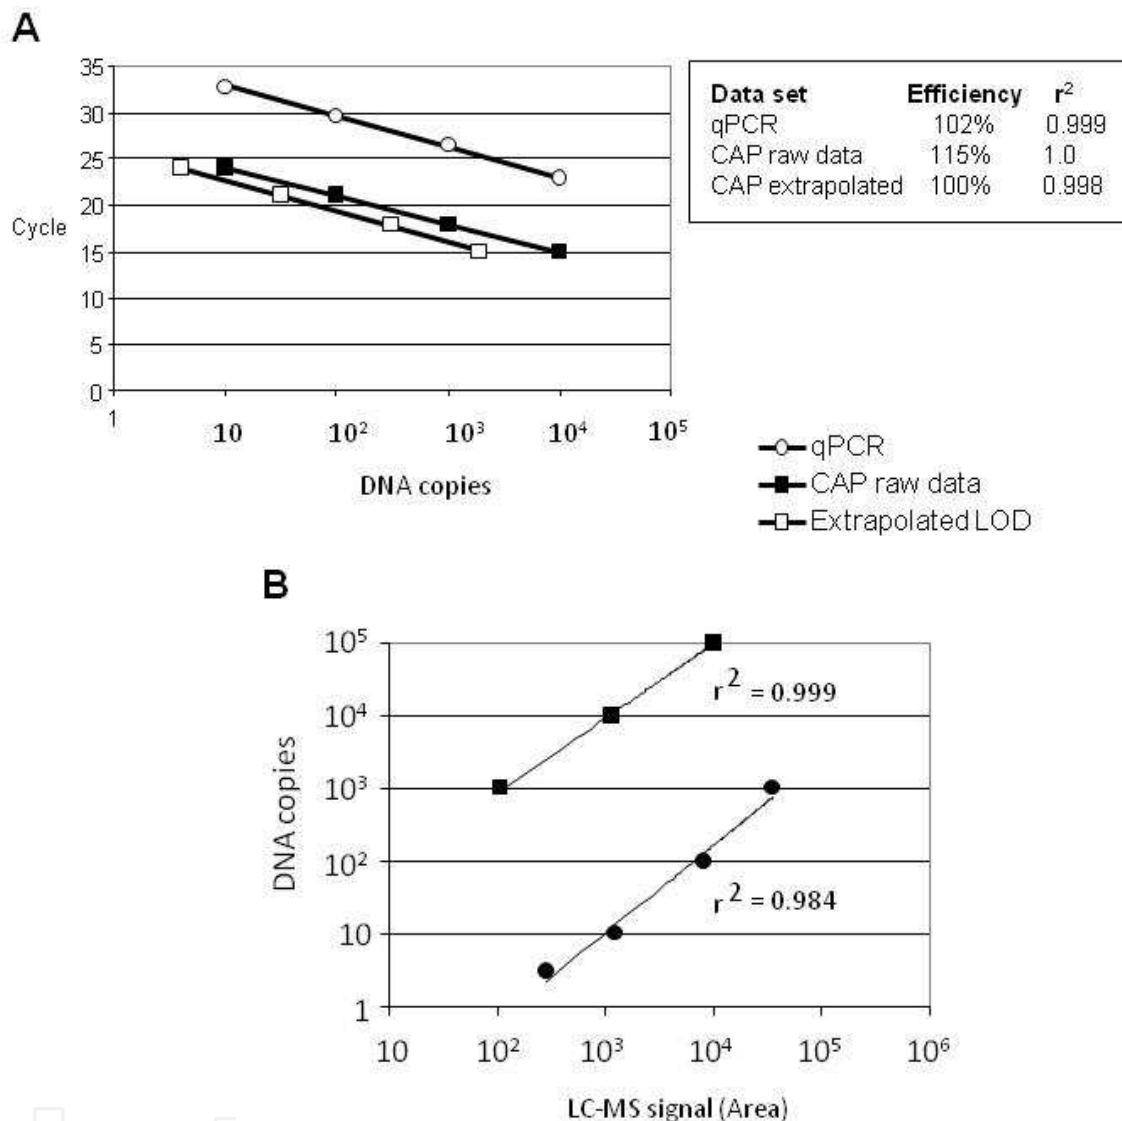 A
35
30
25
20
15
10
5
0
Cycle
1 10 10² 10³ 10⁴ 10⁵
DNA copies
Data set Efficiency r²
qPCR 102% 0.999
CAP raw data 115% 1.0
CAP extrapolated 100% 0.998
qPCR
CAP raw data
Extrapolated LOD
B
10⁵
10⁴
10³
10²
10
1
DNA copies
r² = 0.999
r² = 0.984
10 10² 10³ 10⁴ 10⁵ 10⁶
LC-MS signal (Area)